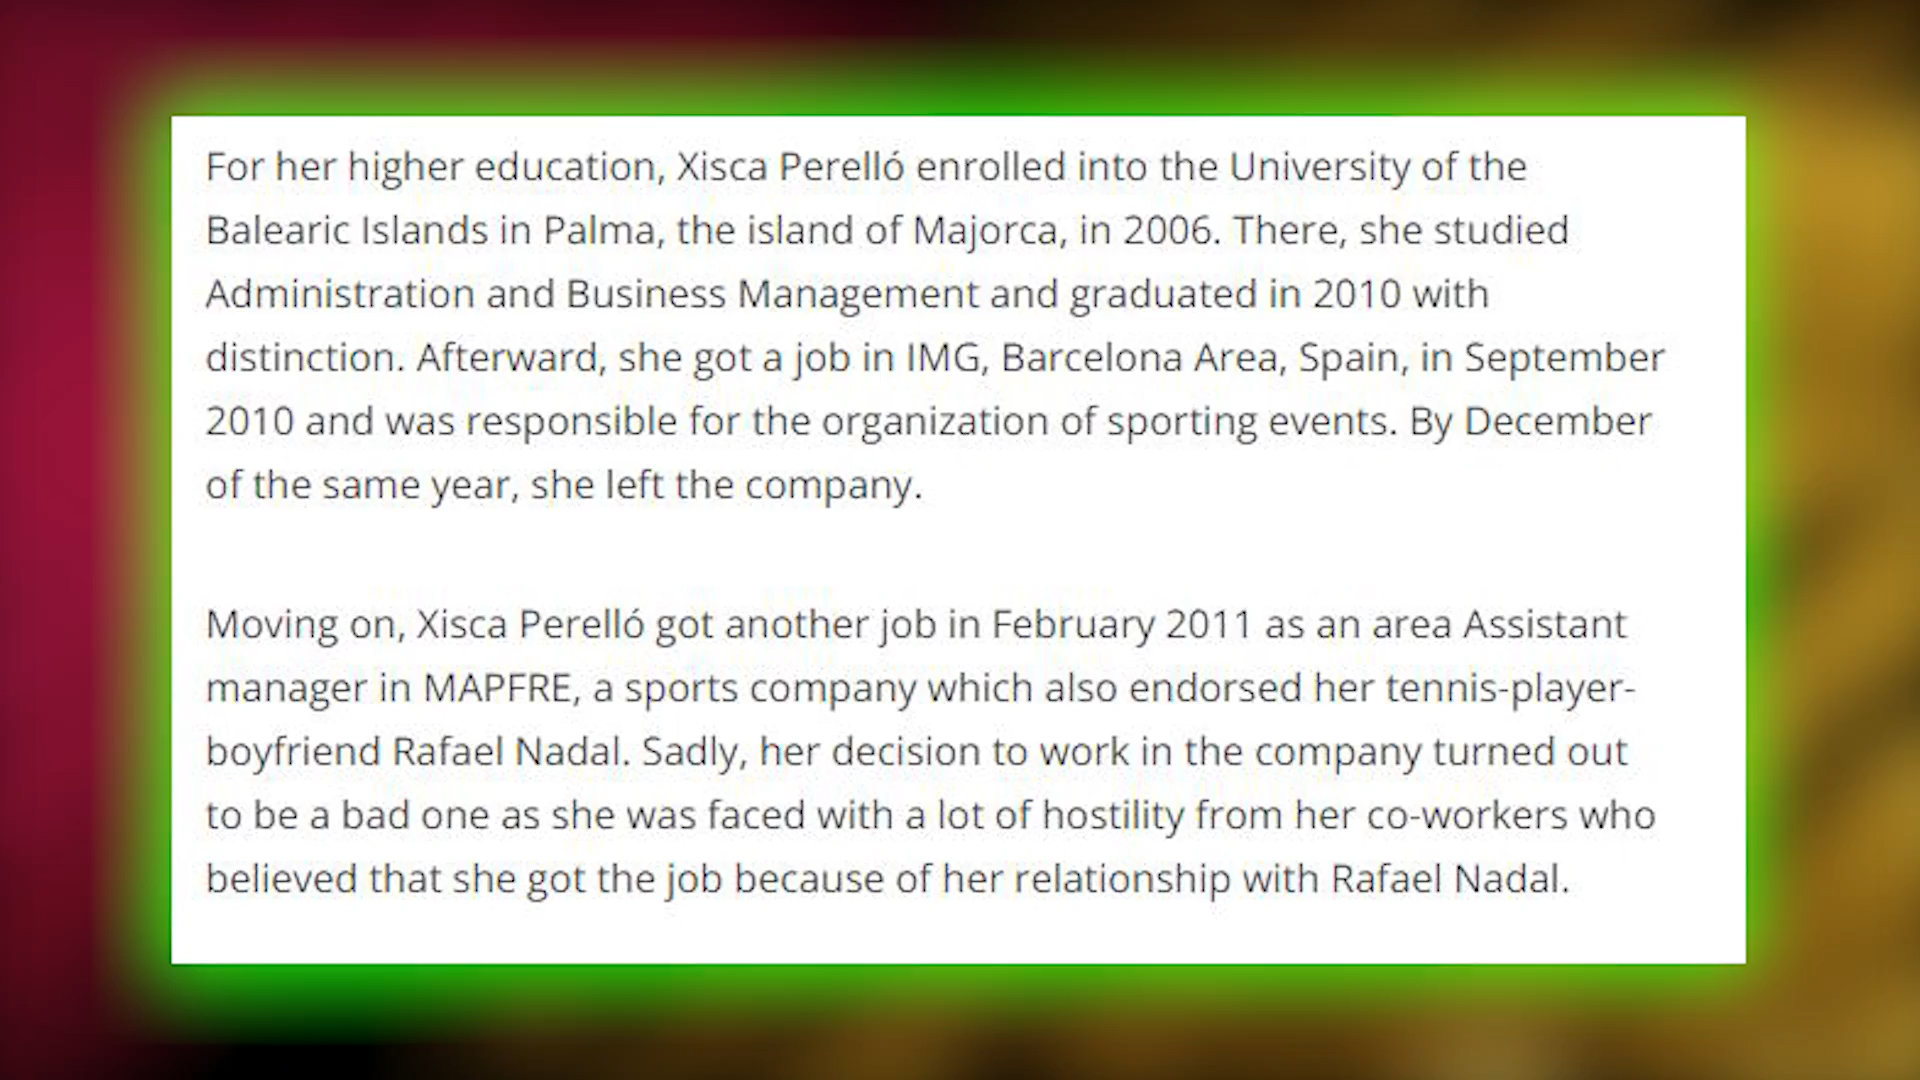 For her higher education, Xisca Perelló enrolled into the University of the
Balearic Islands in Palma, the island of Majorca, in 2006. There, she studied
Administration and Business Management and graduated in 2010 with
distinction. Afterward, she got a job in IMG, Barcelona Area, Spain, in September
2010 and was responsible for the organization of sporting events. By December
of the same year, she left the company.
Moving on, Xisca Perelló got another job in February 2011 as an area Assistant
manager in MAPFRE, a sports company which also endorsed her tennis-player-
boyfriend Rafael Nadal. Sadly, her decision to work in the company turned out
to be a bad one as she was faced with a lot of hostility from her co-workers who
believed that she got the job because of her relationship with Rafael Nadal.